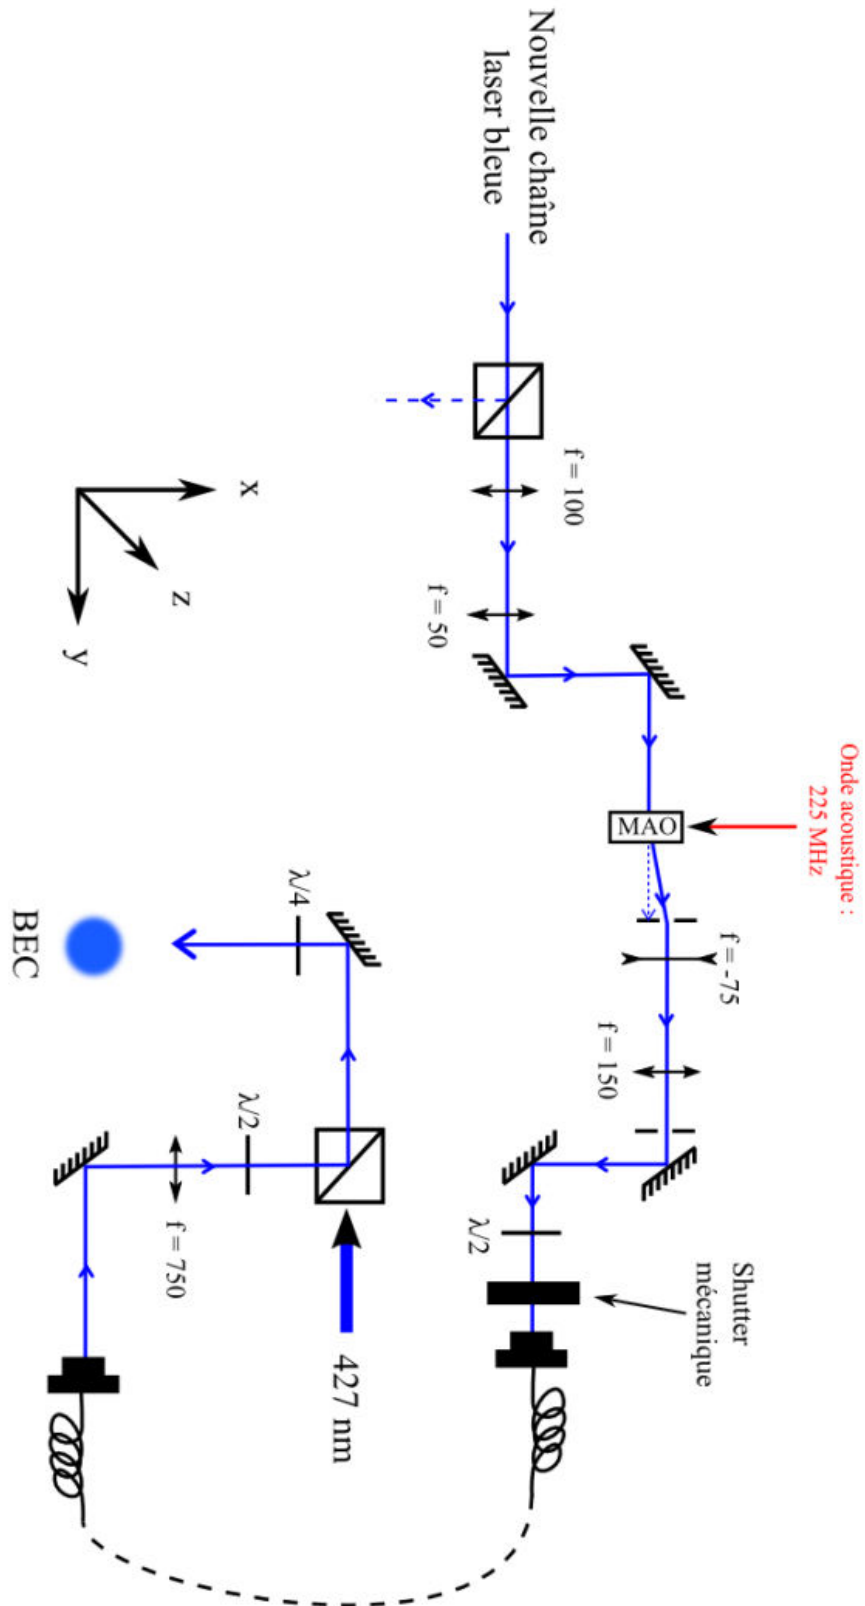 Nouvelle chaîne
laser bleue
f = 100
f = 50
Onde acoustique :
225 MHz
MAO
f = -75
f = 150
λ/2
Shutter
mécanique
x
z
y
BEC
λ/4
λ/2
f = 750
427 nm